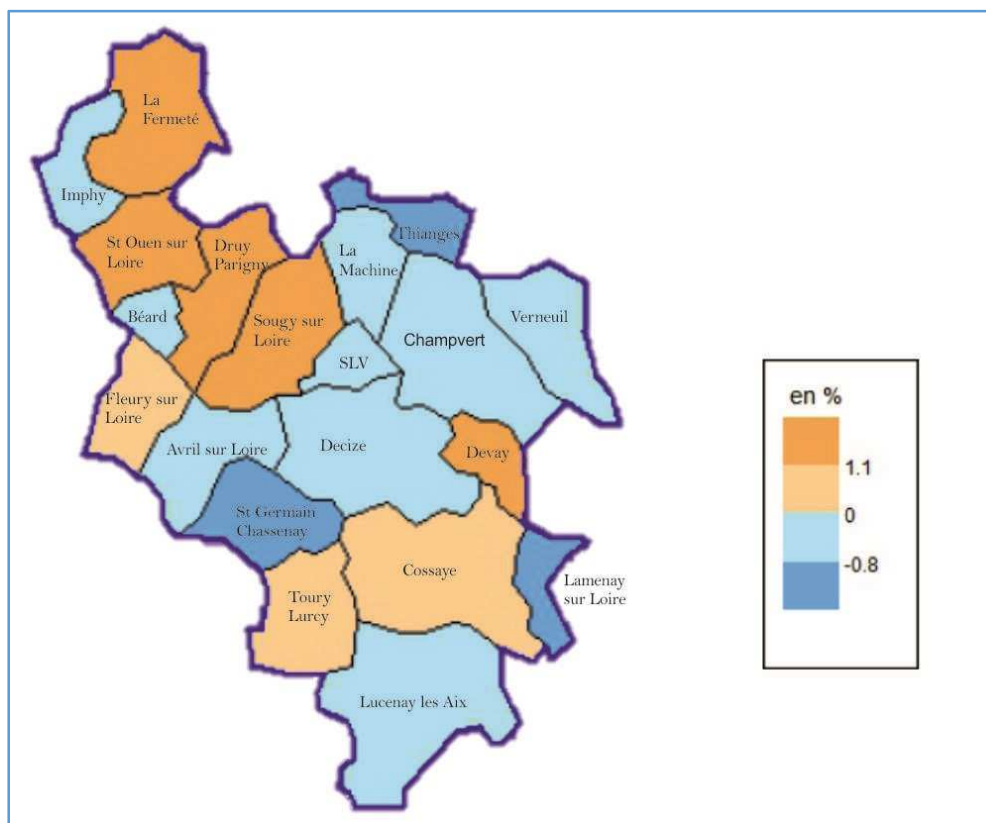 La
Fermeté
Imphy
St Ouen sur
Loire
Druy
Parigny
La
Machine
Thianges
Béard
Sougy sur
Loire
SLV
Champvert
Verneuil
Fleury sur
Loire
Avril sur Loire
Decize
Devay
St Germain
Chassenay
Cossaye
Toury
Lurcy
Lamenay
sur Loire
Lucenay les Aix
en %
1.1
0
-0.8